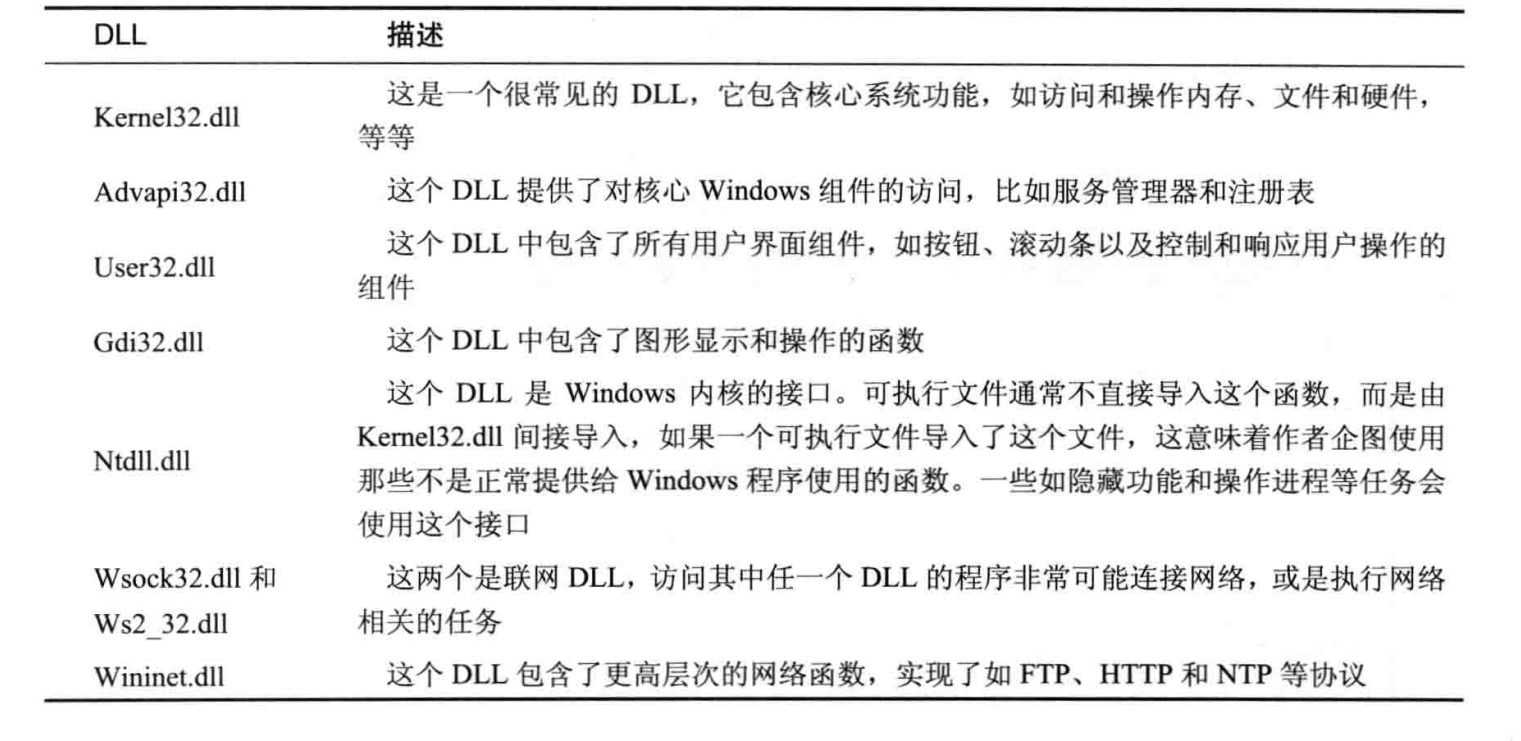 DLL 描述
Kernel32.dll 这是一个很常见的 DLL，它包含核心系统功能，如访问和操作内存、文件和硬件，
等等
Advapi32.dll 这个 DLL 提供了对核心 Windows 组件的访问，比如服务管理器和注册表
User32.dll 这个 DLL 中包含了所有用户界面组件，如按钮、滚动条以及控制和响应用户操作的
组件
Gdi32.dll 这个 DLL 中包含了图形显示和操作的函数
Ntdll.dll 这个 DLL 是 Windows 内核的接口。可执行文件通常不直接导入这个函数，而是由
Kernel32.dll 间接导入，如果一个可执行文件导入了这个文件，这意味着作者企图使用
那些不是正常提供给 Windows 程序使用的函数。一些如隐藏功能和操作进程等任务会
使用这个接口
Wsock32.dll 和 这两个是联网 DLL，访问其中任一个 DLL 的程序非常可能连接网络，或是执行网络
Ws2_32.dll 相关的任务
Wininet.dll 这个 DLL 包含了更高层次的网络函数，实现了如 FTP、HTTP 和 NTP 等协议